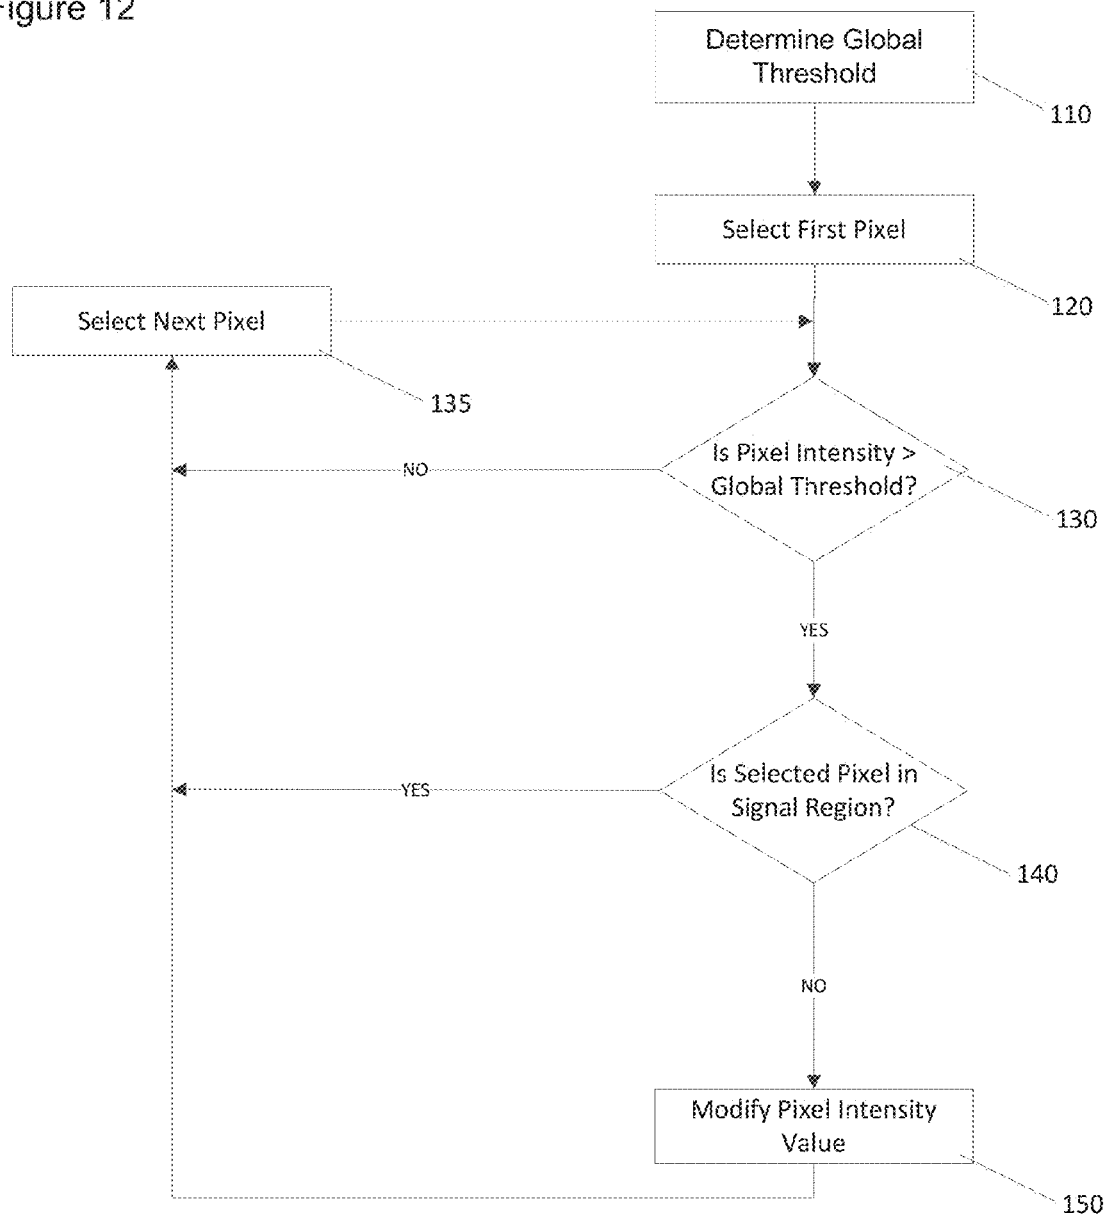 Figure 12
Determine Global
Threshold
110
Select First Pixel
120
Select Next Pixel
135
Is Pixel Intensity >
Global Threshold?
130
NO
YES
Is Selected Pixel in
Signal Region?
140
YES
NO
Modify Pixel Intensity
Value
150